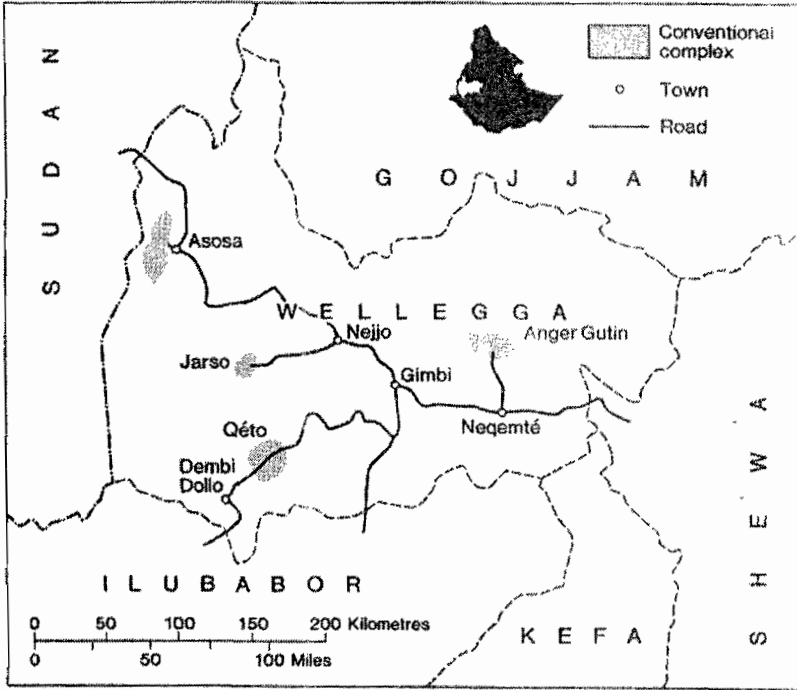 Conventional
complex
Town
Road
SUDAN
GOJJAM
Asosa
WELLEGGA
Nejjo
Anger Gutin
Jarso
Gimbi
Neqemté
Qéto
Dembi
Dollo
SHEWA
ILUBABOR
KEFA
0 50 100 150 200 Kilometres
0 50 100 Miles